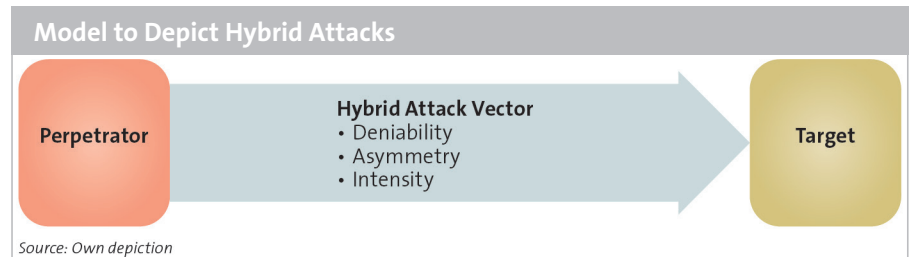 Model to Depict Hybrid Attacks
Perpetrator
Hybrid Attack Vector
• Deniability
• Asymmetry
• Intensity
Target
Source: Own depiction